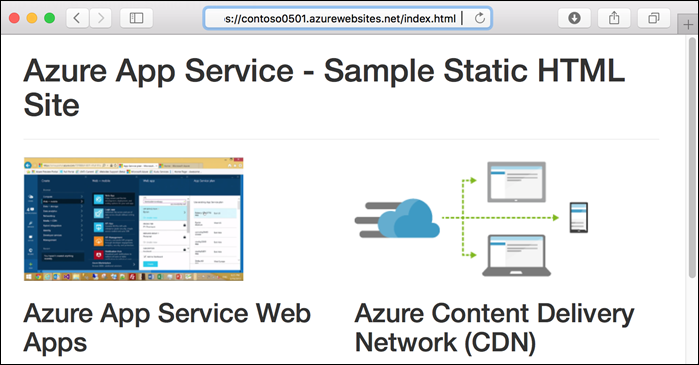 s://contoso0501.azurewebsites.net/index.html
Azure App Service - Sample Static HTML
Site
Azure App Service Web
Apps
Azure Content Delivery
Network (CDN)